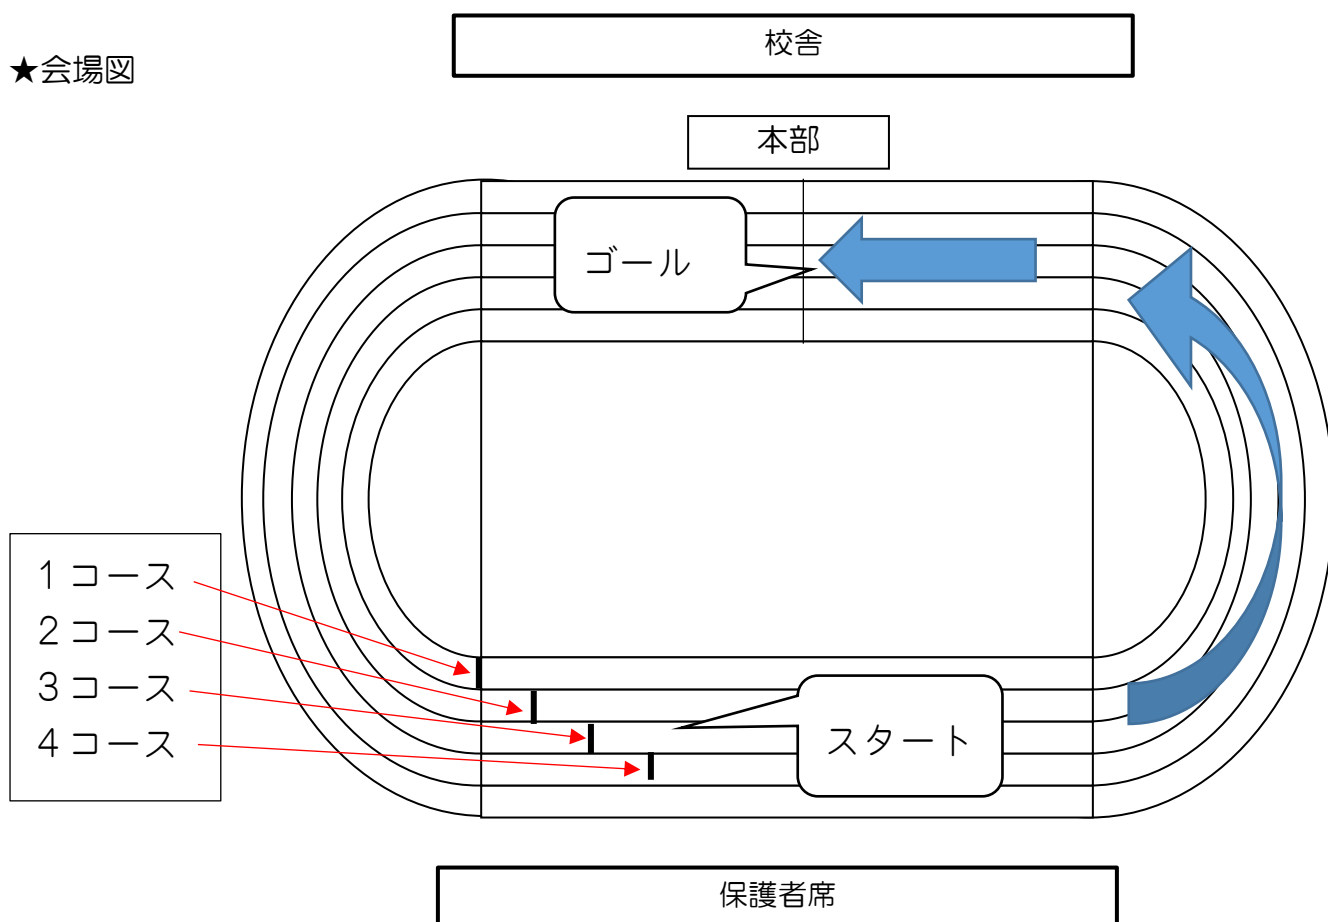 校舎
★会場図
本部
ゴール
１コース
２コース
３コース
４コース
スタート
保護者席